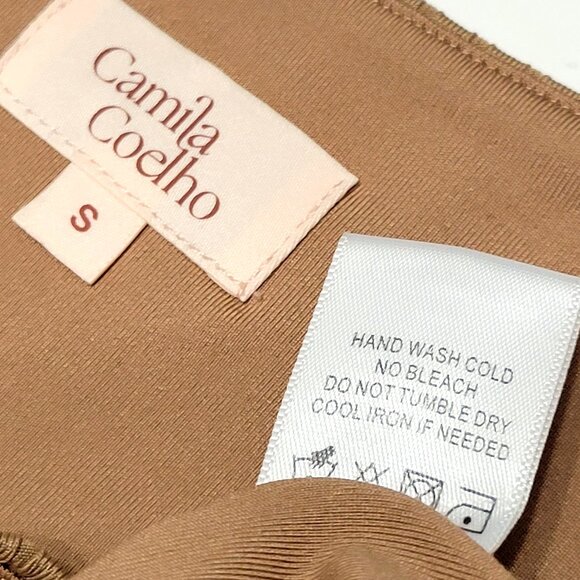 Camila
Coelho
S
HAND WASH COLD
NO BLEACH
DO NOT TUMBLE DRY
COOL IRON IF NEEDED